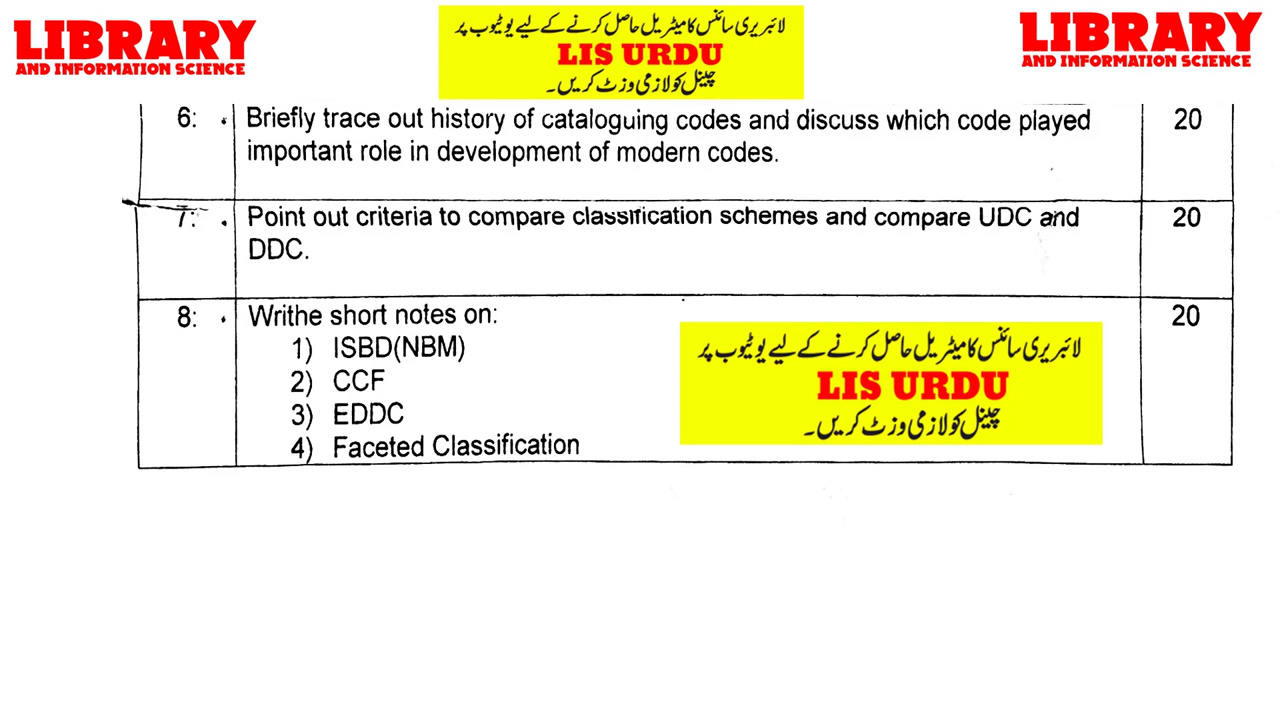 LIBRARY
AND INFORMATION SCIENCE
لائبریری سائنس کا میٹریل حاصل کرنے کے لیے یوٹیوب پر
LIS URDU
چینل کو لازمی وزٹ کریں۔
LIBRARY
AND INFORMATION SCIENCE
6: Briefly trace out history of cataloguing codes and discuss which code played 20
important role in development of modern codes.
7: Point out criteria to compare classification schemes and compare UDC and 20
DDC.
8: Writhe short notes on: 20
1) ISBD(NBM)
2) CCF
3) EDDC
4) Faceted Classification
لائبریری سائنس کا میٹریل حاصل کرنے کے لیے یوٹیوب پر
LIS URDU
چینل کو لازمی وزٹ کریں۔